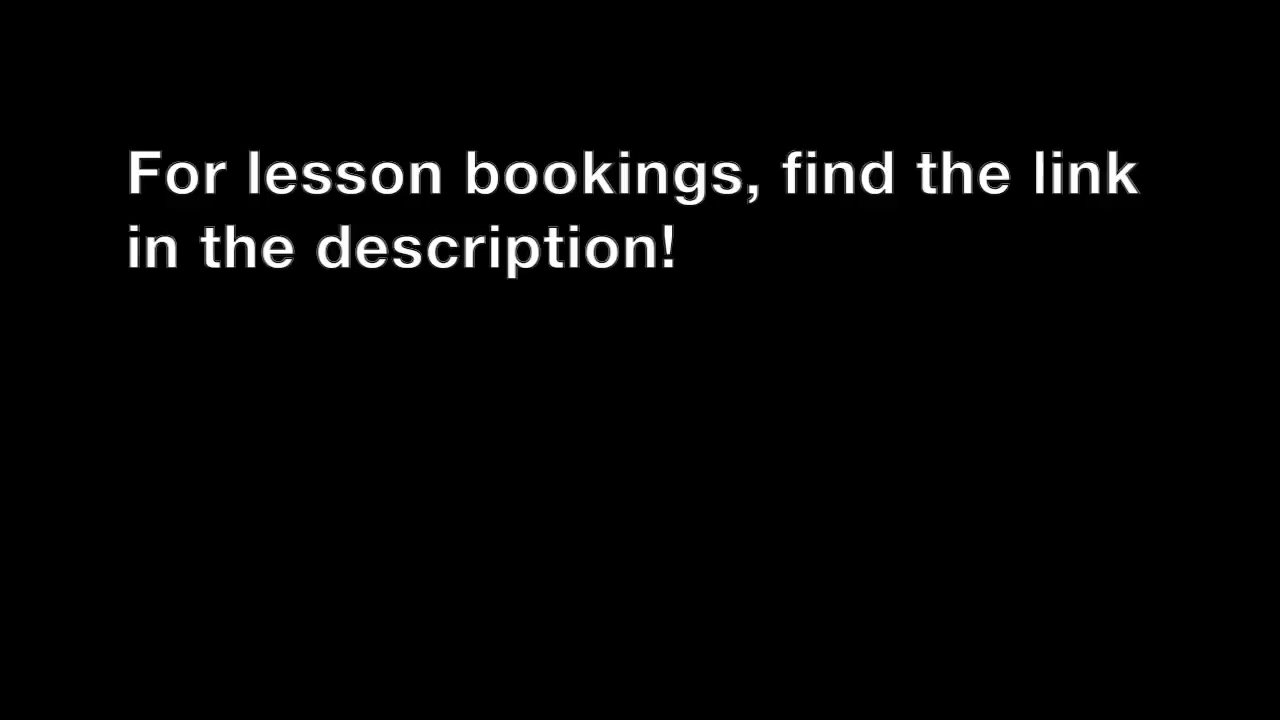 For lesson bookings, find the link
in the description!